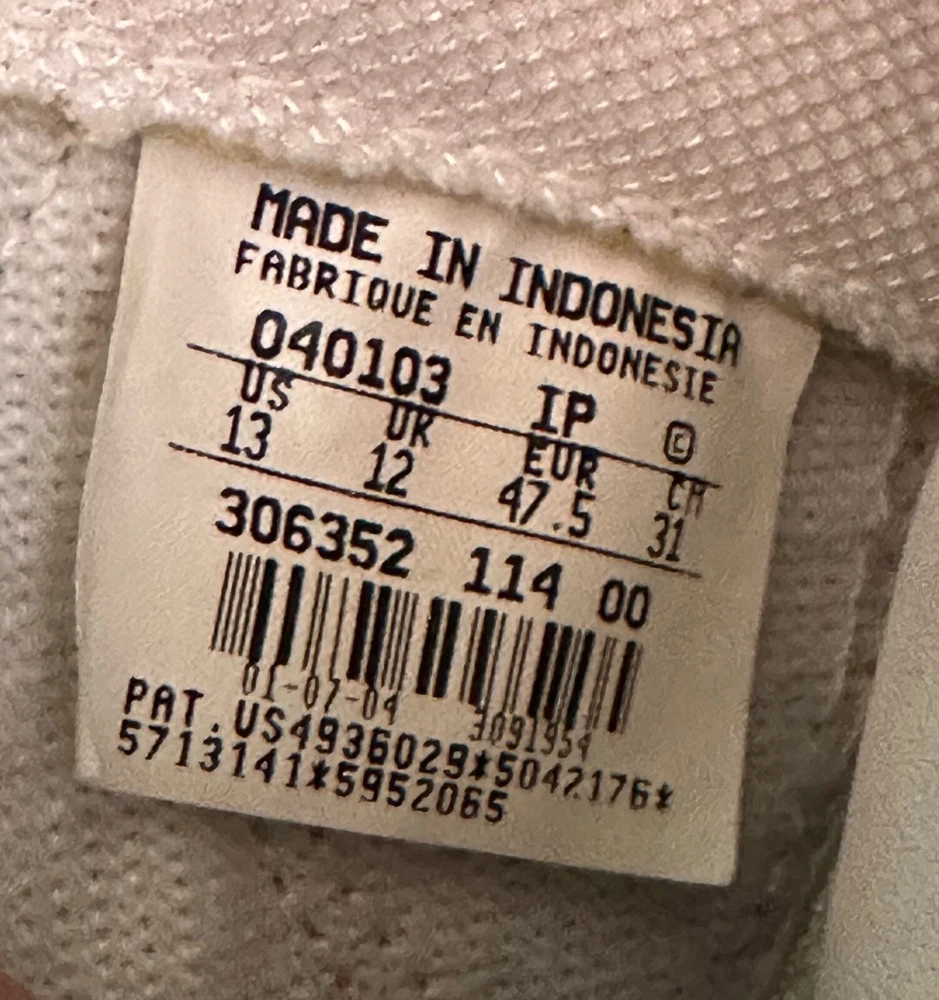 MADE IN INDONESIA
FABRIQUE EN INDONESIE
040103 IP ©
US UK EUR CM
13 12 47.5 31
306352 114 00
01-07-04 3091954
PAT.US4936029*5042176*
5713141*5952065